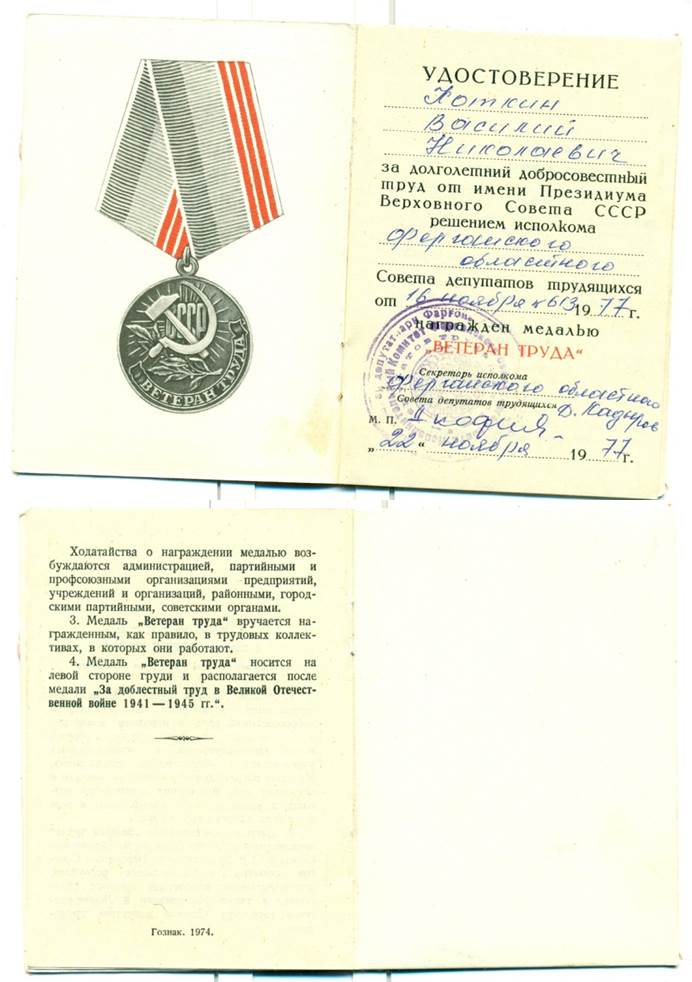 СССР
ВЕТЕРАН ТРУДА
УДОСТОВЕРЕНИЕ
Коткин
Василий
Николаевич
за долголетний добросовестный
труд от имени Президиума
Верховного Совета СССР
решением исполкома
Ферганского
областного
Совета депутатов трудящихся
от 16 ноября №613 1977 г.
награжден медалью
„ВЕТЕРАН ТРУДА“
Секретарь исполкома
Ферганского областного
Совета депутатов трудящихся Д. Кадыров
М. П.
„22“ ноября 1977 г.
Ходатайства о награждении медалью воз-
буждаются администрацией, партийными и
профсоюзными организациями предприятий,
учреждений и организаций, районными, город-
скими партийными, советскими органами.
3. Медаль „Ветеран труда“ вручается на-
гражденным, как правило, в трудовых коллек-
тивах, в которых они работают.
4. Медаль „Ветеран труда“ носится на
левой стороне груди и располагается после
медали „За доблестный труд в Великой Отечест-
венной войне 1941—1945 гг.“.
Гознак. 1974.